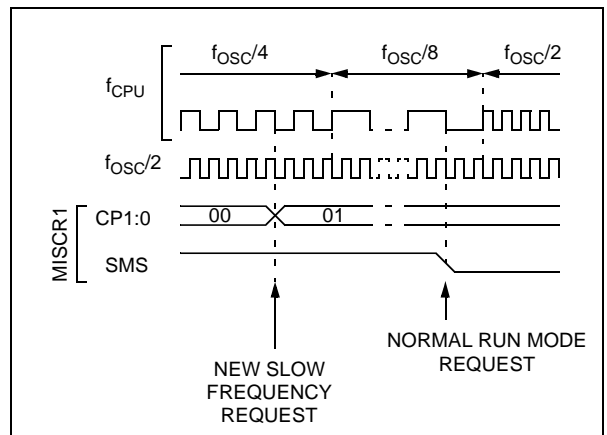 fOSC/4 fOSC/8 fOSC/2
fCPU
fOSC/2
MISCR1
CP1:0 00 01
SMS
NEW SLOW
FREQUENCY
REQUEST
NORMAL RUN MODE
REQUEST